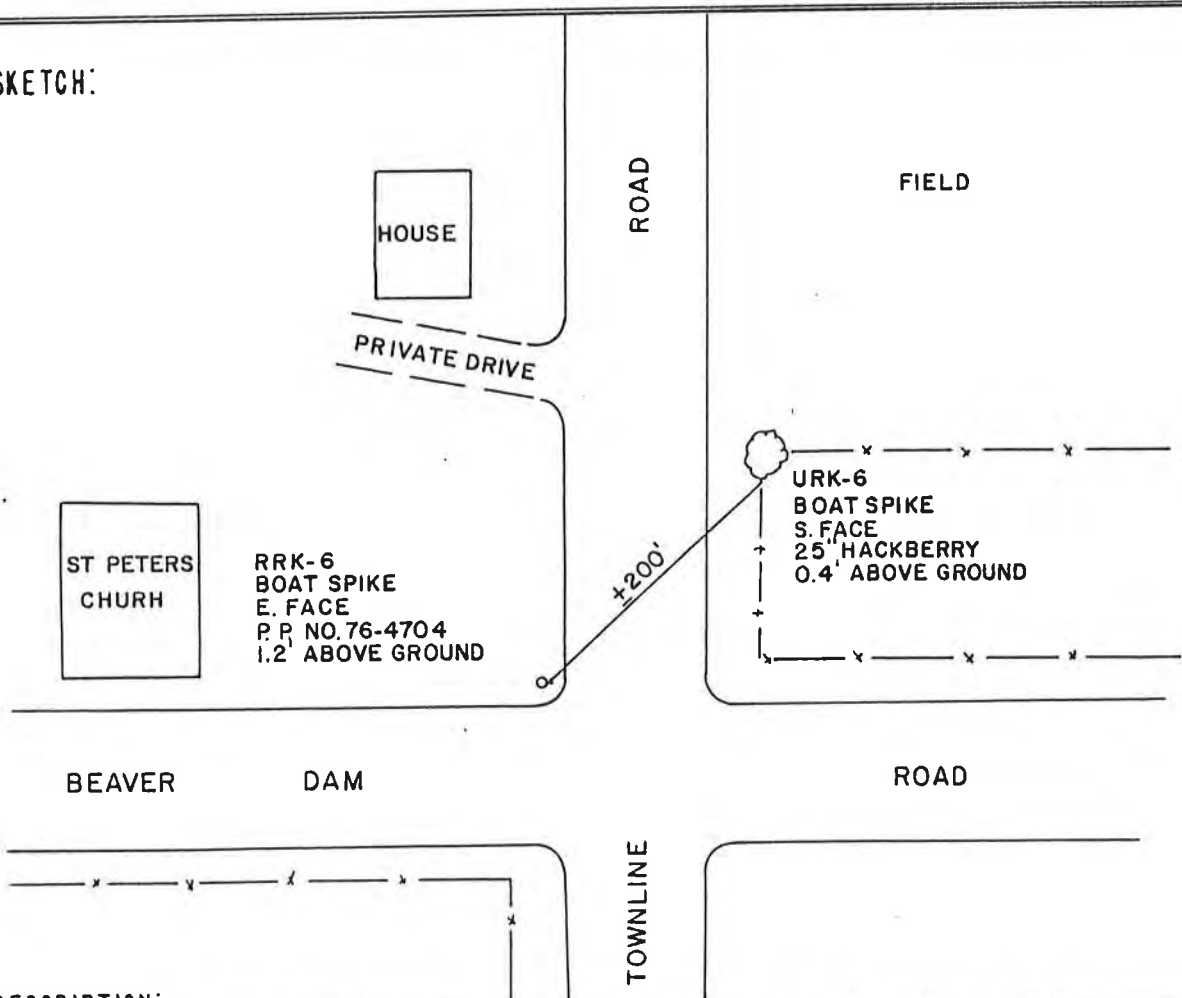 SKETCH:
ROAD
FIELD
HOUSE
PRIVATE DRIVE
URK-6
BOAT SPIKE
S. FACE
25" HACKBERRY
0.4' ABOVE GROUND
±200'
ST PETERS
CHURH
RRK-6
BOAT SPIKE
E. FACE
P.P. NO. 76-4704
1.2' ABOVE GROUND
BEAVER DAM ROAD
TOWNLINE
DESCRIPTION: